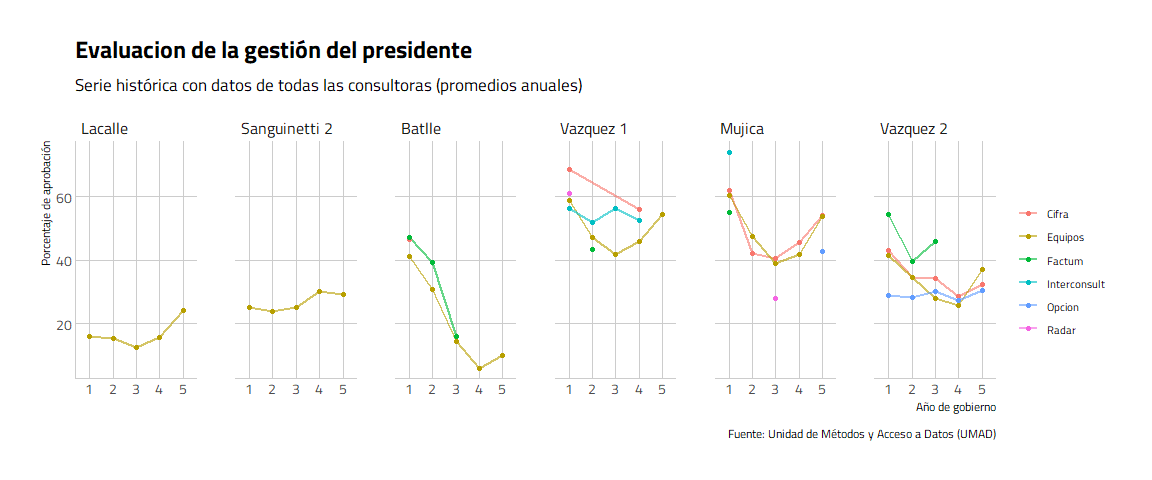 Evaluacion de la gestión del presidente
Serie histórica con datos de todas las consultoras (promedios anuales)
Lacalle Sanguinetti 2 Batlle Vazquez 1 Mujica Vazquez 2
Porcentaje de aprobación
60
40
20
Cifra
Equipos
Factum
Interconsult
Opcion
Radar
1 2 3 4 5 1 2 3 4 5 1 2 3 4 5 1 2 3 4 5 1 2 3 4 5 1 2 3 4 5
Año de gobierno
Fuente: Unidad de Métodos y Acceso a Datos (UMAD)